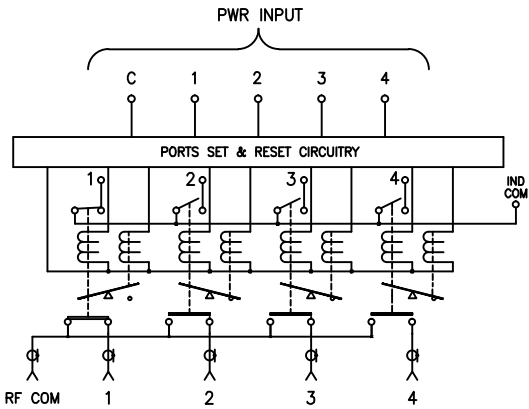 PWR INPUT
C 1 2 3 4
PORTS SET & RESET CIRCUITRY
1 2 3 4
IND
COM
RF COM 1 2 3 4